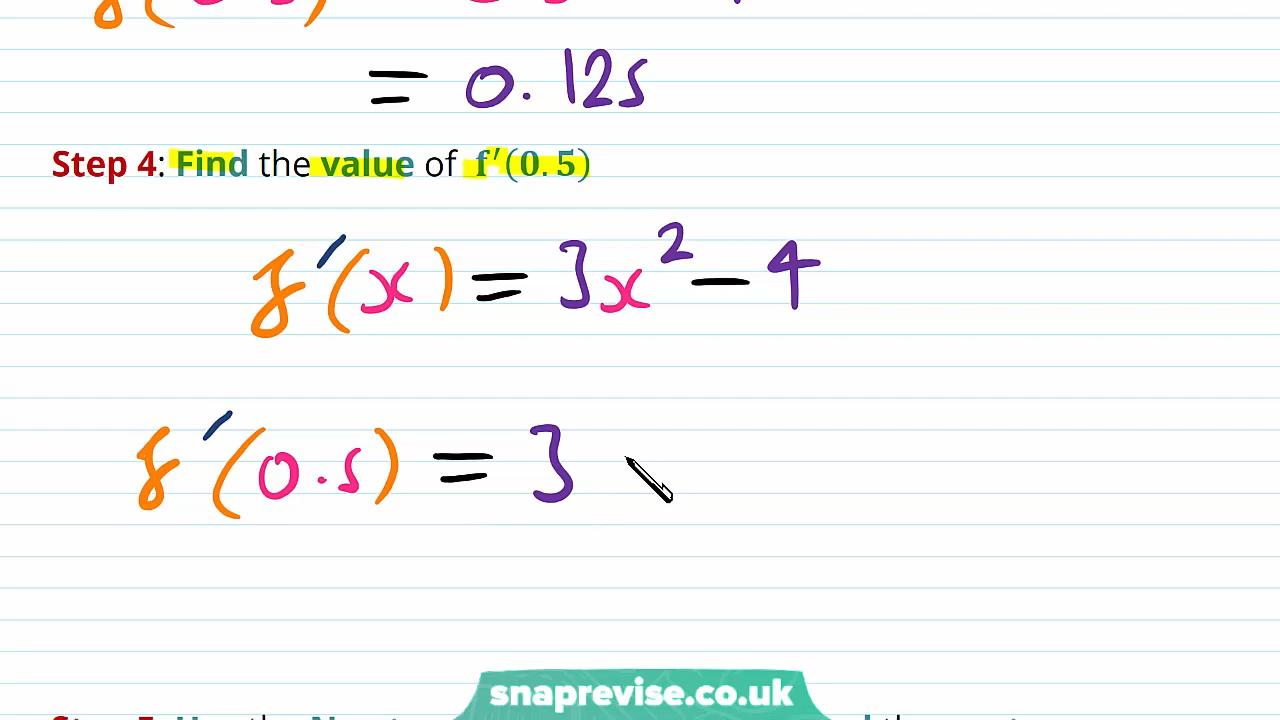 = 0.125
Step 4: Find the value of f′(0.5)
f′(x) = 3x² − 4
f′(0.5) = 3
snaprevise.co.uk